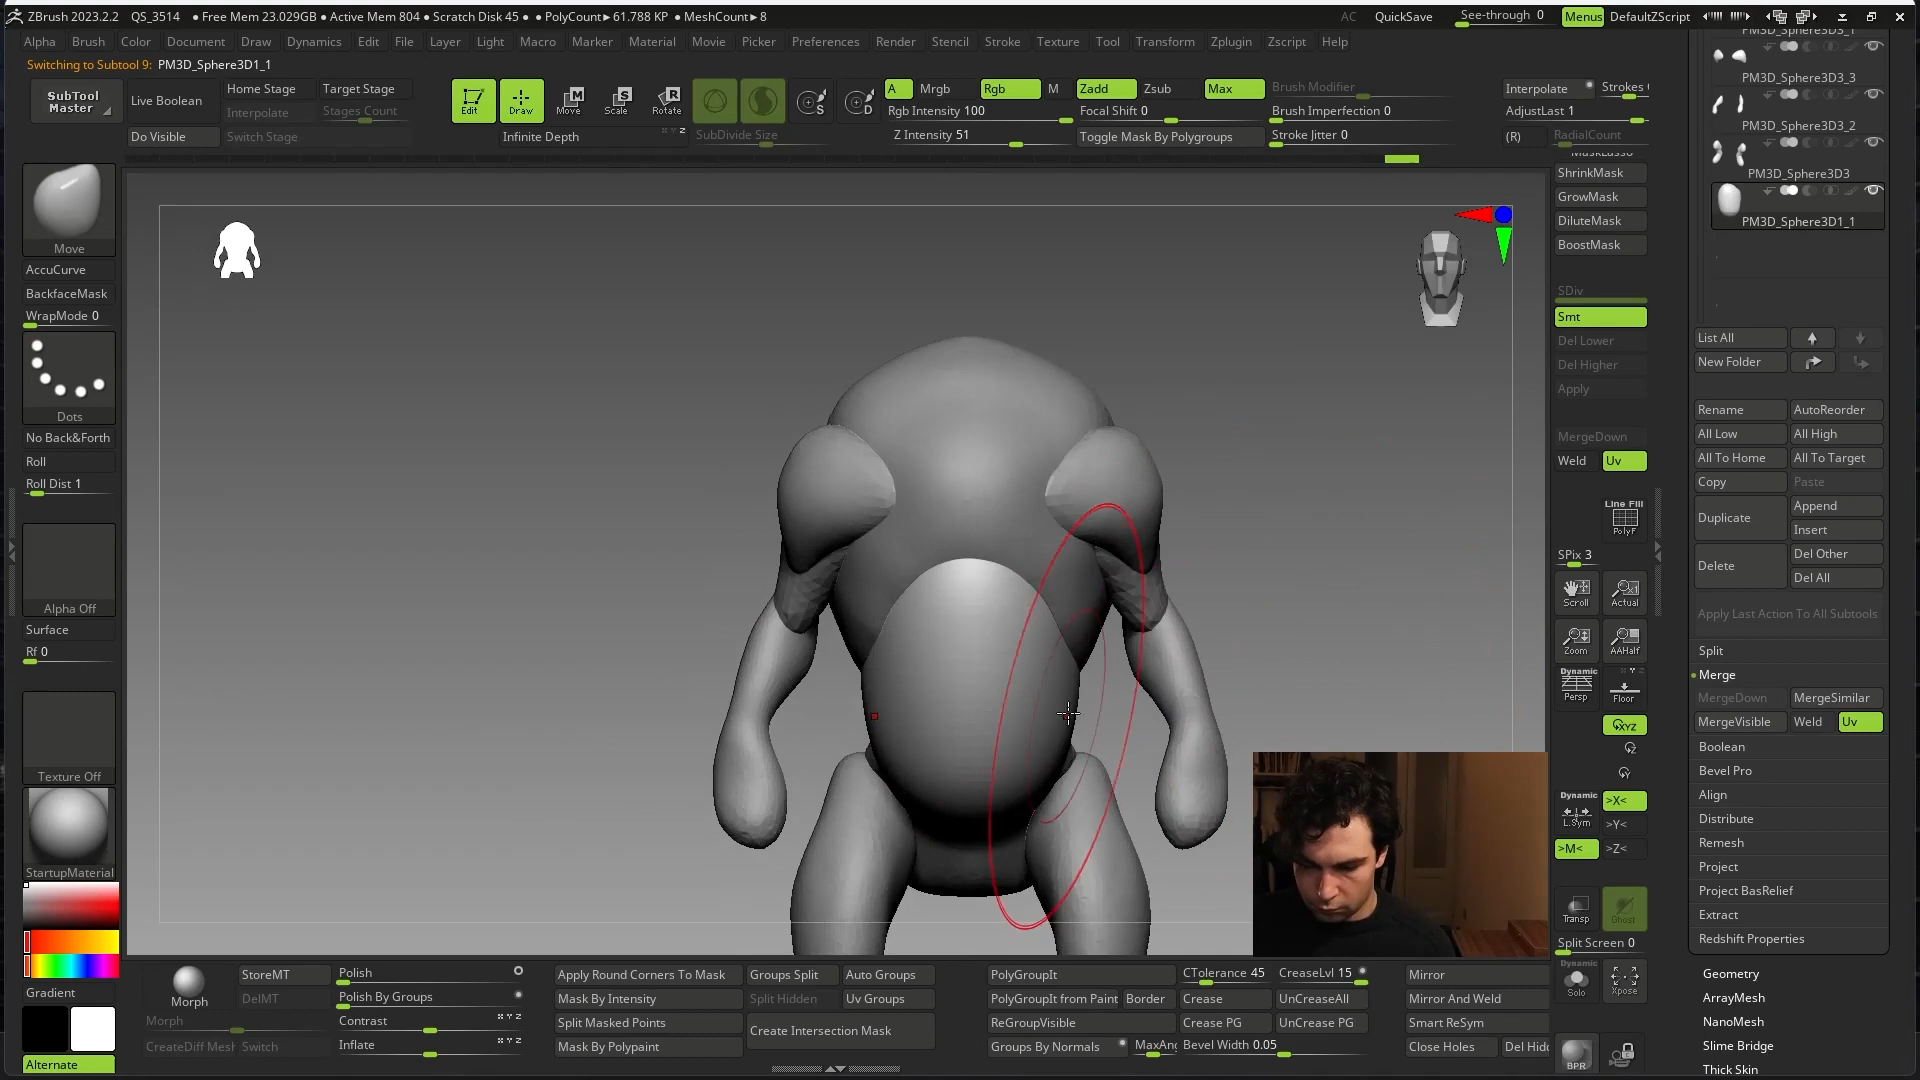 ZBrush 2023.2.2 QS_3514 • Free Mem 23.029GB • Active Mem 804 • Scratch Disk 45 • PolyCount▸61.788 KP • MeshCount▸8 AC QuickSave See-through 0 Menus DefaultZScript
Alpha Brush Color Document Draw Dynamics Edit File Layer Light Macro Marker Material Movie Picker Preferences Render Stencil Stroke Texture Tool Transform Zplugin Zscript Help
Switching to Subtool 9: PM3D_Sphere3D1_1
SubTool Master
Live Boolean
Do Visible
Home Stage Target Stage
Interpolate Stages Count
Switch Stage
Edit Draw Move Scale Rotate
Infinite Depth
SubDivide Size
A Mrgb Rgb M Zadd Zsub Max Brush Modifier
Rgb Intensity 100 Focal Shift 0 Brush Imperfection 0
Z Intensity 51 Toggle Mask By Polygroups Stroke Jitter 0
Interpolate Strokes
AdjustLast 1
(R) RadialCount
Move
AccuCurve
BackfaceMask
WrapMode 0
Dots
No Back&Forth
Roll
Roll Dist 1
Alpha Off
Surface
Rf 0
Texture Off
StartupMaterial
Gradient
Alternate
MaskLasso
ShrinkMask
GrowMask
DiluteMask
BoostMask
SDiv
Smt
Del Lower
Del Higher
Apply
MergeDown
Weld Uv
Line Fill
PolyF
SPix 3
Scroll Actual
Zoom AAHalf
Dynamic
Persp Floor
XYZ
Dynamic
L.Sym >X<
>Y<
>M< >Z<
Transp Ghost
Split Screen 0
Dynamic
Solo Xpose
BPR
PM3D_Sphere3D3_1
PM3D_Sphere3D3_3
PM3D_Sphere3D3_2
PM3D_Sphere3D3
PM3D_Sphere3D1_1
List All
New Folder
Rename AutoReorder
All Low All High
All To Home All To Target
Copy Paste
Duplicate Append
Insert
Delete Del Other
Del All
Apply Last Action To All Subtools
Split
Merge
MergeDown MergeSimilar
MergeVisible Weld Uv
Boolean
Bevel Pro
Align
Distribute
Remesh
Project
Project BasRelief
Extract
Redshift Properties
Geometry
ArrayMesh
NanoMesh
Slime Bridge
Thick Skin
Morph
StoreMT
DelMT
Morph
CreateDiff Mesh Switch
Polish
Polish By Groups
Contrast
Inflate
Apply Round Corners To Mask
Mask By Intensity
Split Masked Points
Mask By Polypaint
Groups Split Auto Groups
Split Hidden Uv Groups
Create Intersection Mask
PolyGroupIt
PolyGroupIt from Paint Border
ReGroupVisible
Groups By Normals
CTolerance 45 CreaseLvl 15
Crease UnCreaseAll
Crease PG UnCrease PG
Bevel Width 0.05
Mirror
Mirror And Weld
Smart ReSym
Close Holes